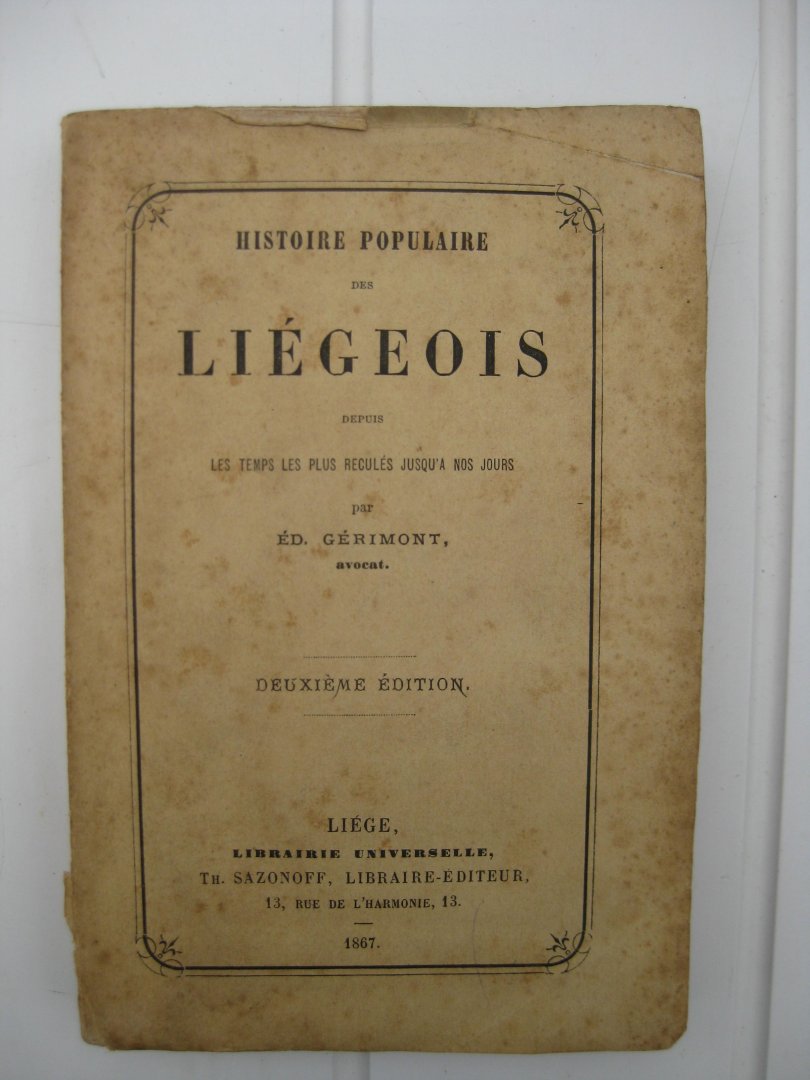 HISTOIRE POPULAIRE
DES
LIÉGEOIS
DEPUIS
LES TEMPS LES PLUS RECULÉS JUSQU'A NOS JOURS
par
ÉD. GÉRIMONT,
avocat.
DEUXIÈME ÉDITION.
LIÉGE,
LIBRAIRIE UNIVERSELLE,
TH. SAZONOFF, LIBRAIRE-ÉDITEUR,
13, RUE DE L'HARMONIE, 13.
1867.